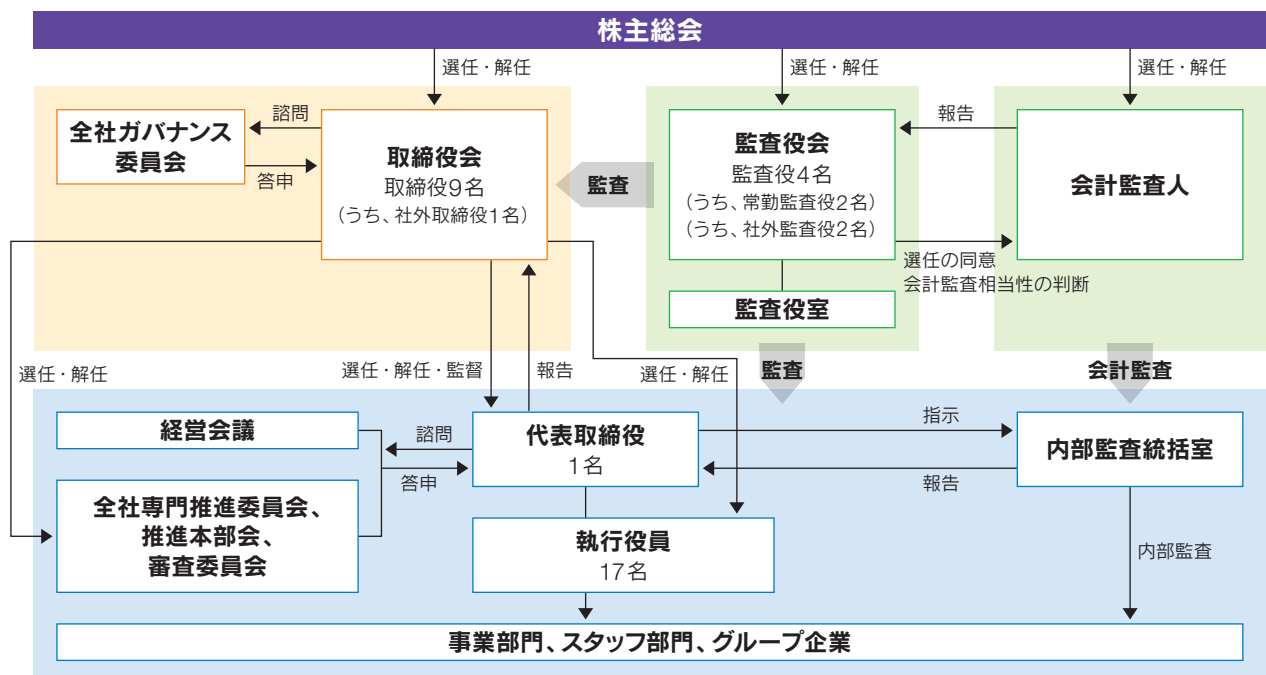 株主総会
選任・解任
選任・解任
選任・解任
全社ガバナンス
委員会
諮問
答申
取締役会
取締役9名
（うち、社外取締役1名）
監査
監査役会
監査役4名
（うち、常勤監査役2名）
（うち、社外監査役2名）
報告
会計監査人
選任の同意
会計監査相当性の判断
監査役室
選任・解任
選任・解任・監督
報告
選任・解任
監査
会計監査
経営会議
諮問
答申
代表取締役
1名
指示
報告
内部監査統括室
全社専門推進委員会、
推進本部会、
審査委員会
執行役員
17名
内部監査
事業部門、スタッフ部門、グループ企業